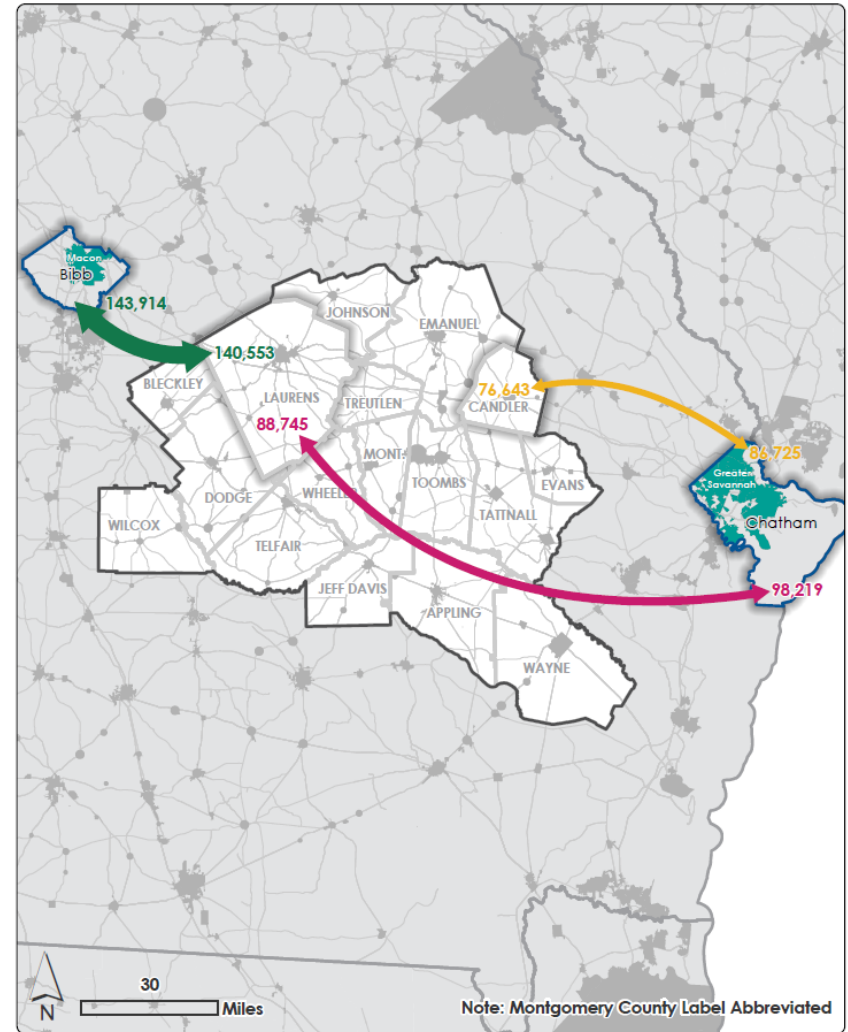 Macon
Bibb
143,914
140,553
JOHNSON
EMANUEL
BLECKLEY
LAURENS
TREUTLEN
76,643
CANDLER
88,745
86,725
MONT.
Greater
Savannah
DODGE
WHEELER
TOOMBS
EVANS
Chatham
WILCOX
TATTNALL
TELFAIR
JEFF DAVIS
98,219
APPLING
WAYNE
30
Miles
N
Note: Montgomery County Label Abbreviated